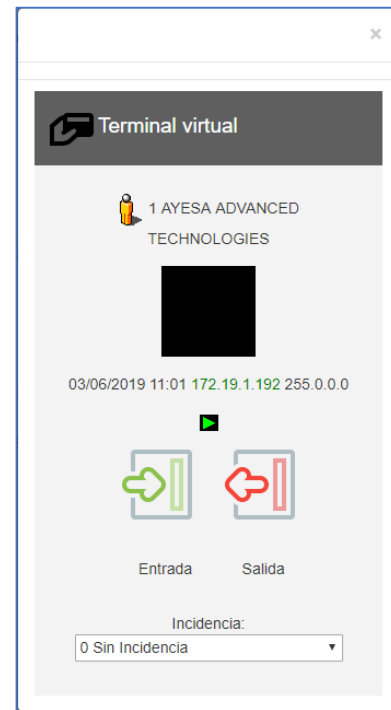 ×
Terminal virtual
1 AYESA ADVANCED
TECHNOLOGIES
03/06/2019 11:01 172.19.1.192 255.0.0.0
Entrada Salida
Incidencia:
0 Sin Incidencia